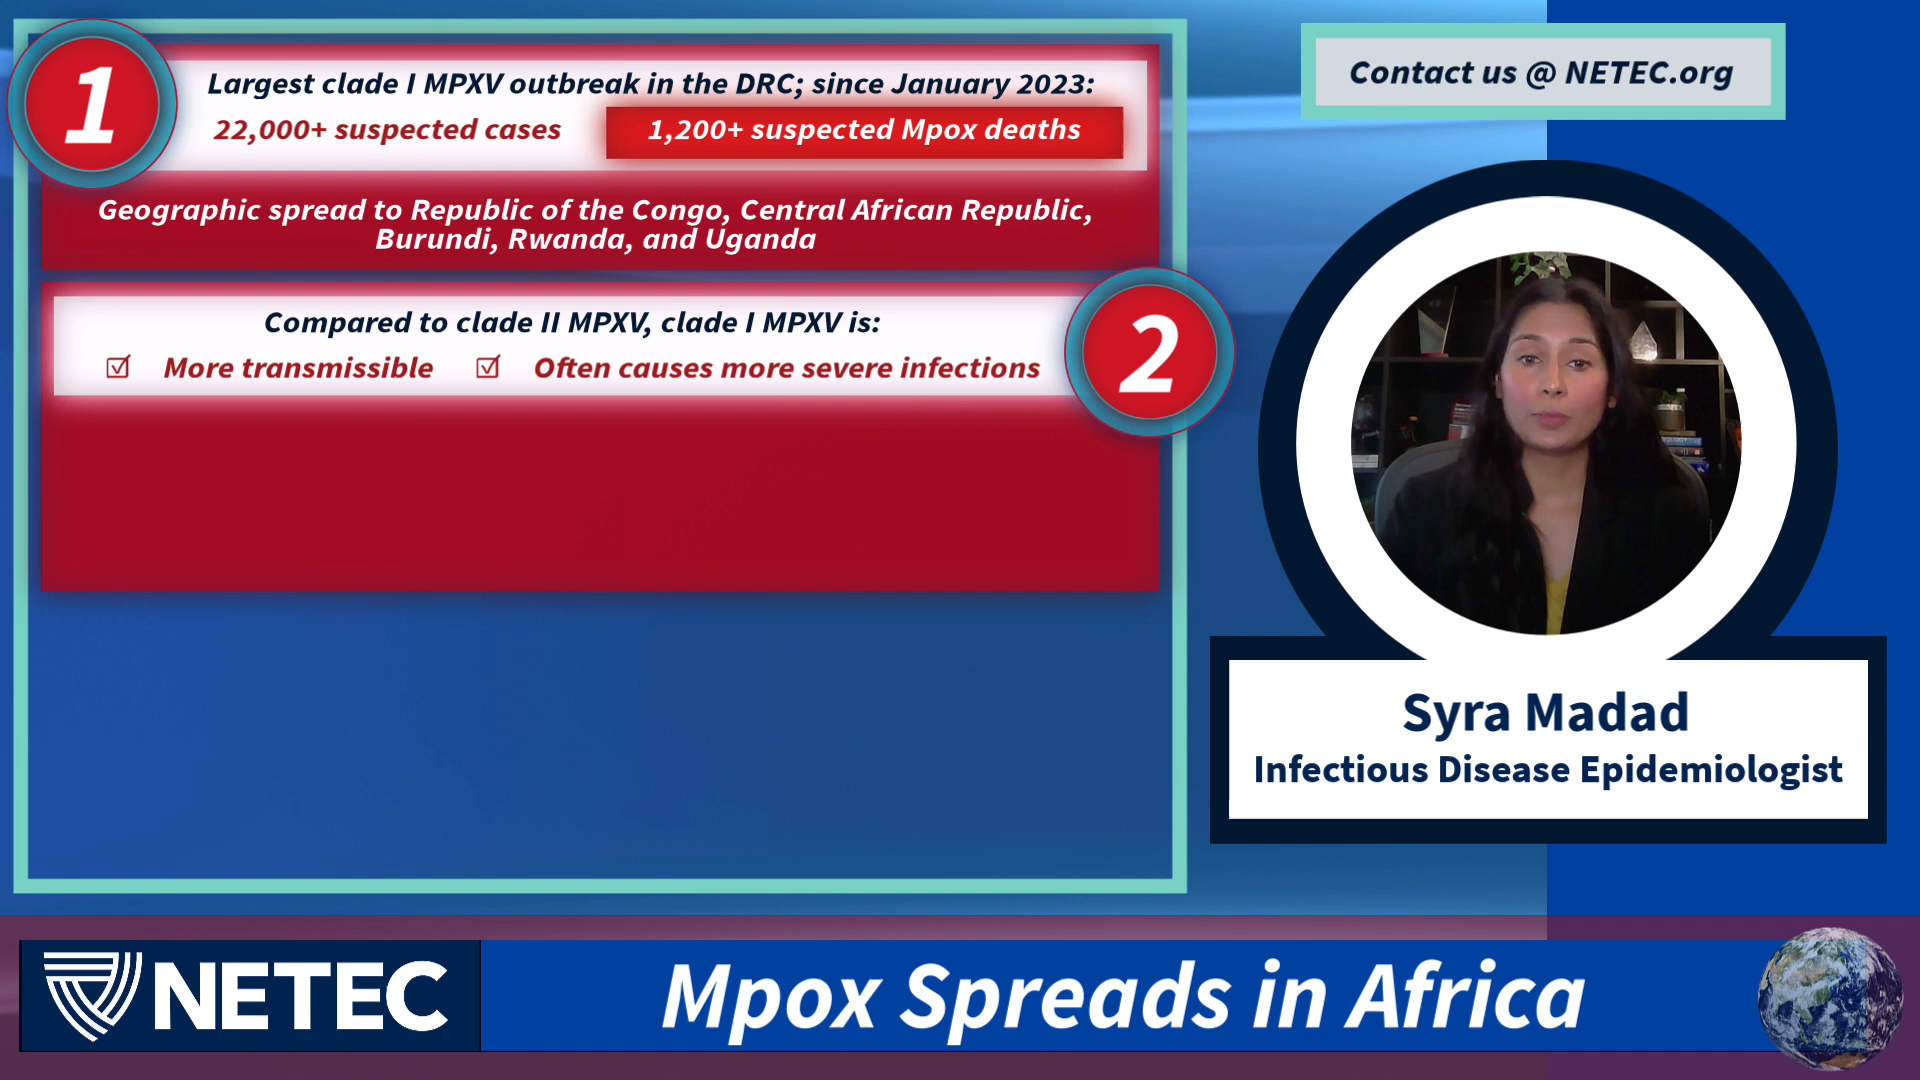 1
Largest clade I MPXV outbreak in the DRC; since January 2023:
22,000+ suspected cases
1,200+ suspected Mpox deaths
Geographic spread to Republic of the Congo, Central African Republic,
Burundi, Rwanda, and Uganda
2
Compared to clade II MPXV, clade I MPXV is:
☑ More transmissible ☑ Often causes more severe infections
Contact us @ NETEC.org
Syra Madad
Infectious Disease Epidemiologist
NETEC
Mpox Spreads in Africa